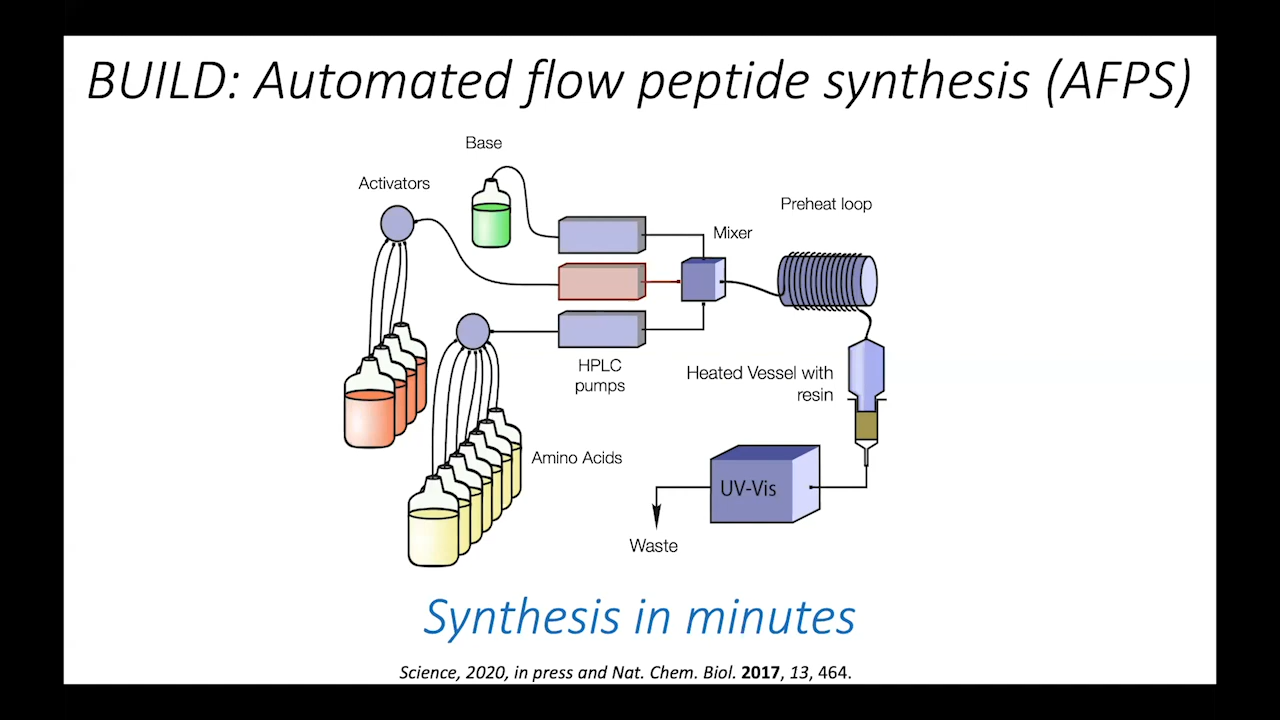 BUILD: Automated flow peptide synthesis (AFPS)
Base
Activators
Preheat loop
Mixer
HPLC
pumps
Heated Vessel with
resin
Amino Acids
UV-Vis
Waste
Synthesis in minutes
Science, 2020, in press and Nat. Chem. Biol. 2017, 13, 464.